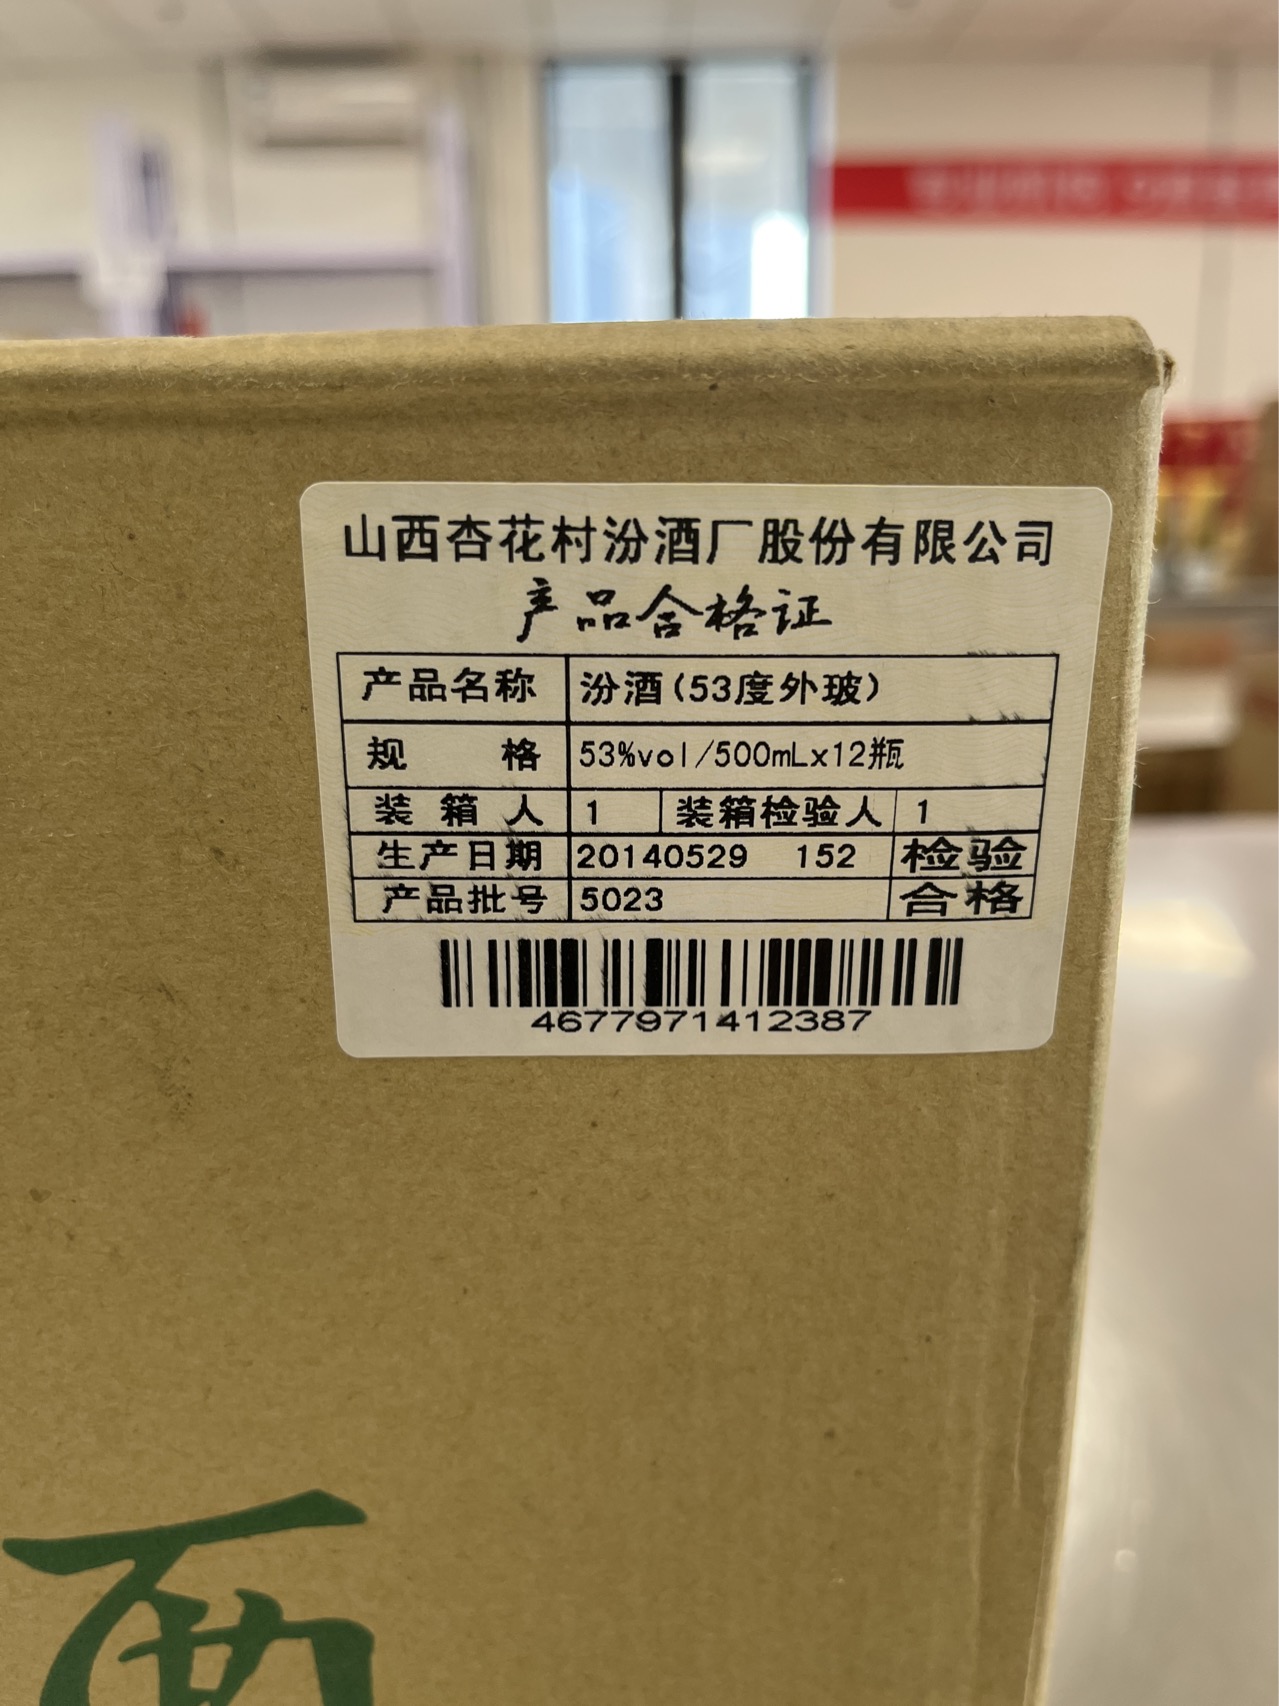 山西杏花村汾酒厂股份有限公司
产品合格证
产品名称 汾酒(53度外玻)
规 格 53%vol/500mLx12瓶
装 箱 人 1 装箱检验人 1
生产日期 20140529 152 检验
产品批号 5023 合格
4677971412387
西